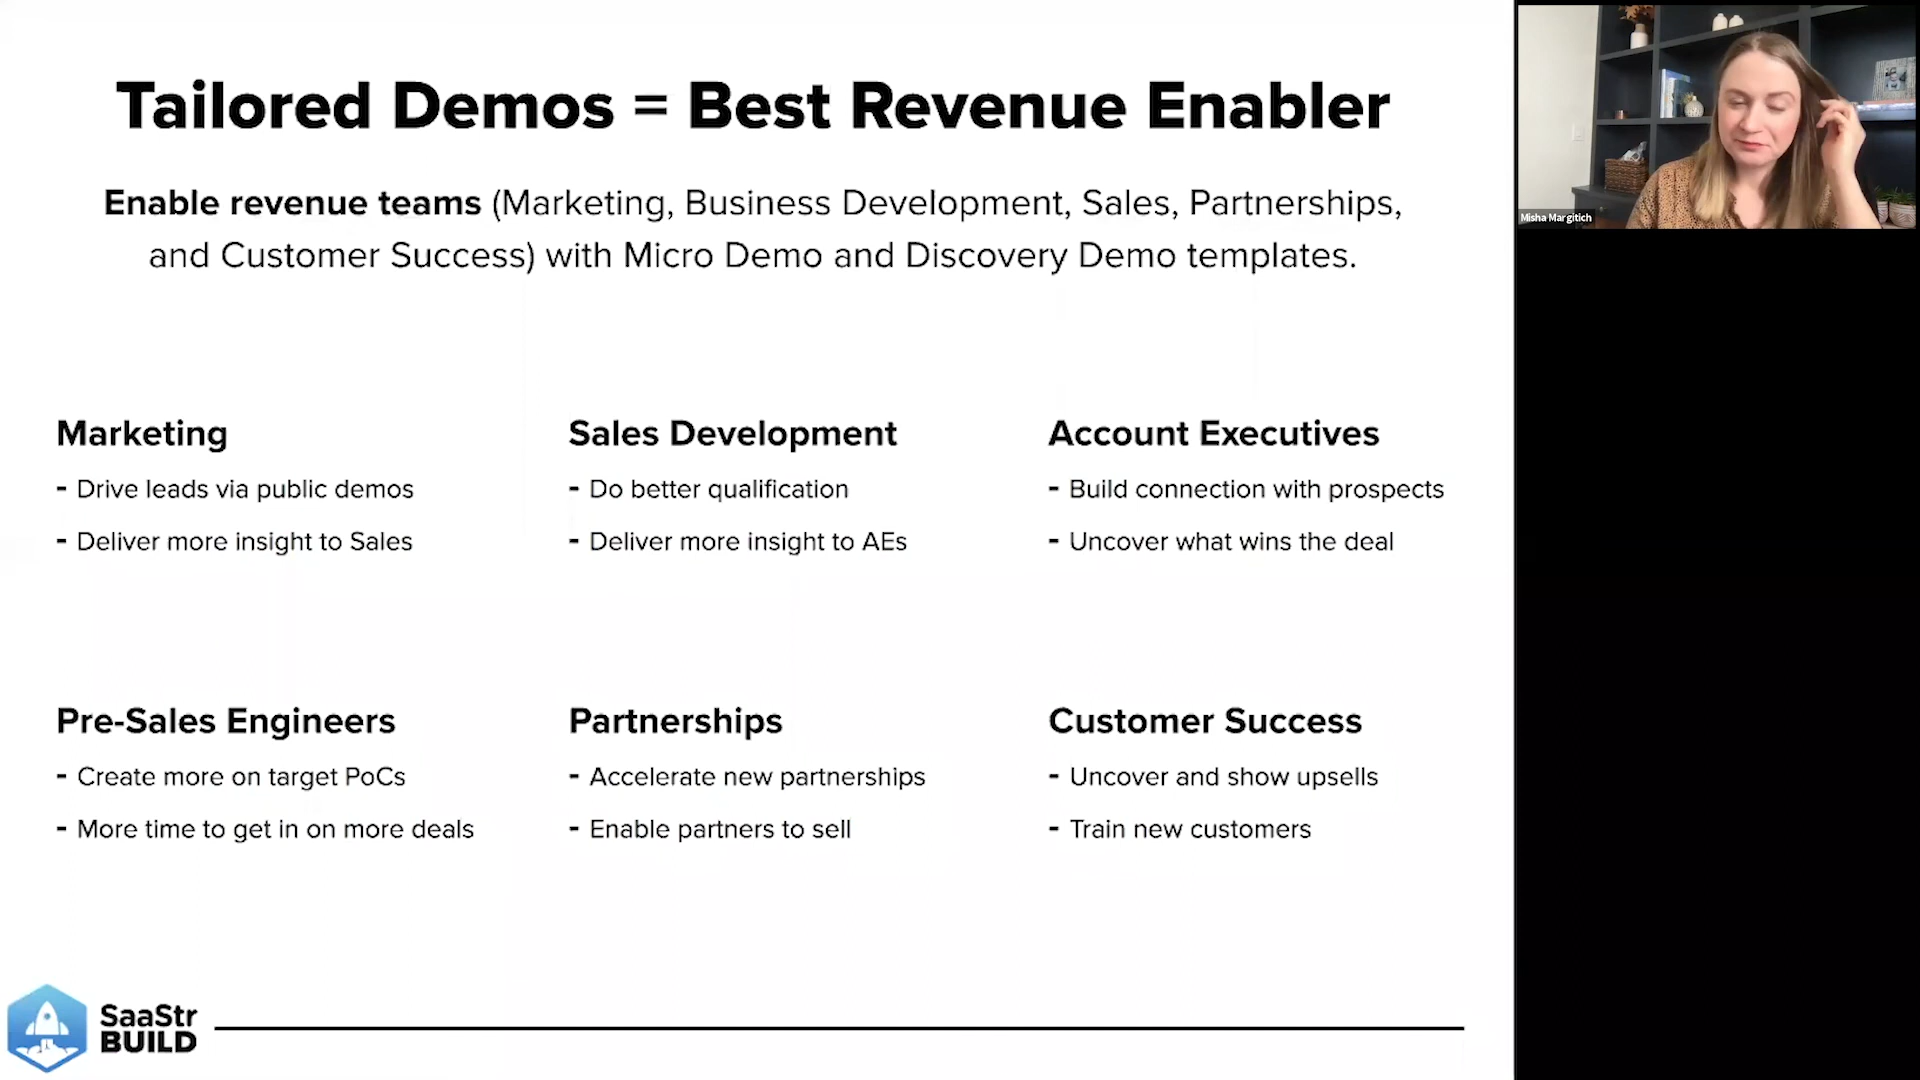 Tailored Demos = Best Revenue Enabler
Enable revenue teams (Marketing, Business Development, Sales, Partnerships,
and Customer Success) with Micro Demo and Discovery Demo templates.
Marketing
- Drive leads via public demos
- Deliver more insight to Sales
Sales Development
- Do better qualification
- Deliver more insight to AEs
Account Executives
- Build connection with prospects
- Uncover what wins the deal
Pre-Sales Engineers
- Create more on target PoCs
- More time to get in on more deals
Partnerships
- Accelerate new partnerships
- Enable partners to sell
Customer Success
- Uncover and show upsells
- Train new customers
SaaStr
BUILD
Misha Margitich